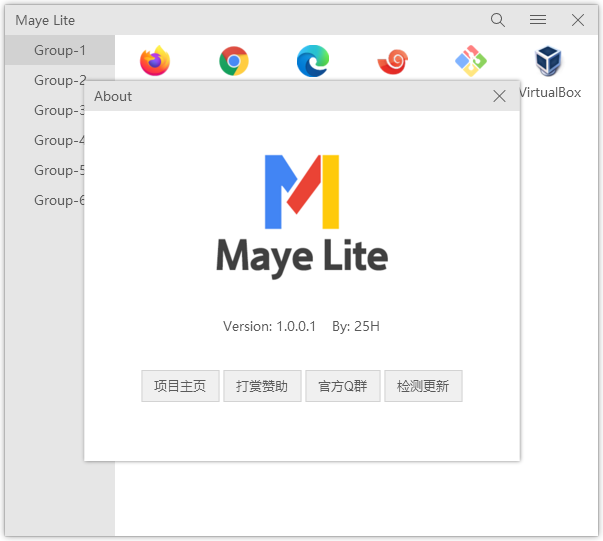 Maye Lite
Group-1
Group-2
Group-3
Group-4
Group-5
Group-6
VirtualBox
About
Maye Lite
Version: 1.0.0.1 By: 25H
项目主页 打赏赞助 官方Q群 检测更新